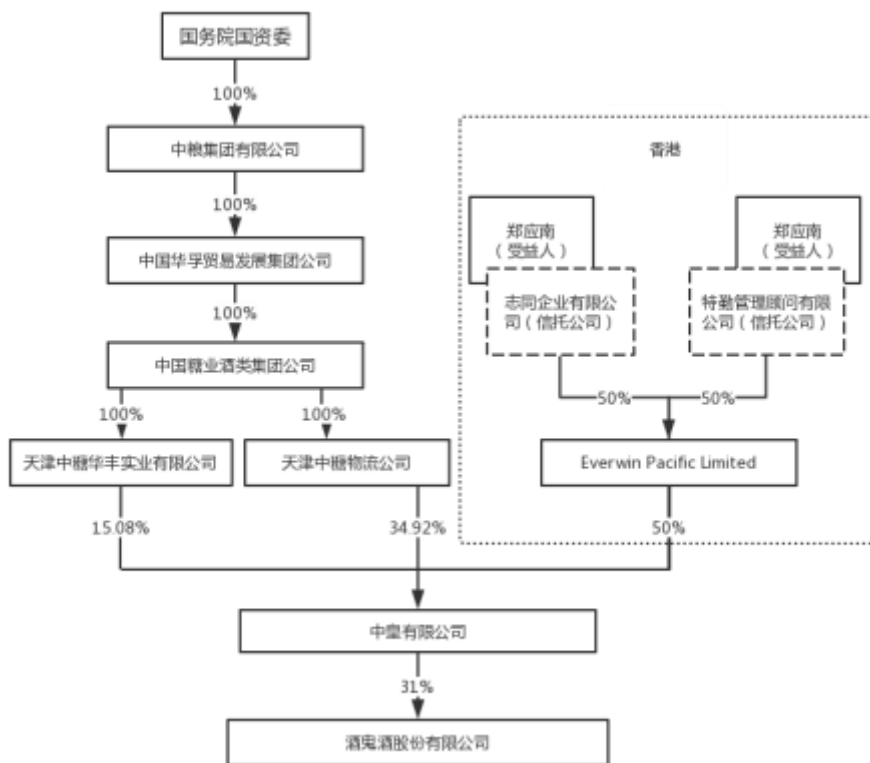 国务院国资委
100%
中粮集团有限公司
100%
中国华孚贸易发展集团公司
100%
中国糖业酒类集团公司
100%
100%
天津中糖华丰实业有限公司
天津中糖物流公司
15.08%
34.92%
香港
郑应南
（受益人）
志同企业有限公
司（信托公司）
郑应南
（受益人）
特勤管理顾问有限
公司（信托公司）
50%
50%
Everwin Pacific Limited
50%
中皇有限公司
31%
酒鬼酒股份有限公司